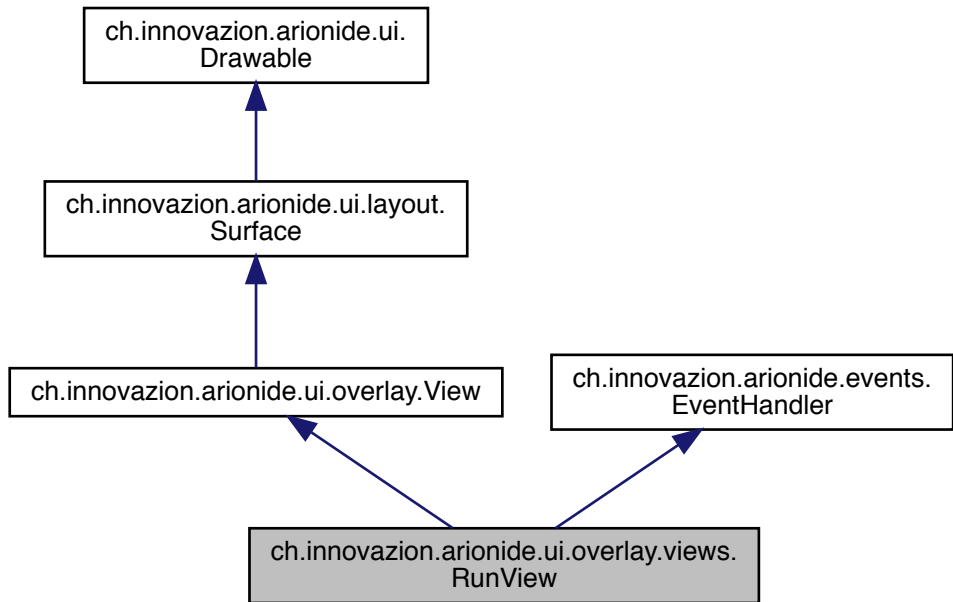 ch.innovazion.arionide.ui.
Drawable
ch.innovazion.arionide.ui.layout.
Surface
ch.innovazion.arionide.ui.overlay.View
ch.innovazion.arionide.events.
EventHandler
ch.innovazion.arionide.ui.overlay.views.
RunView